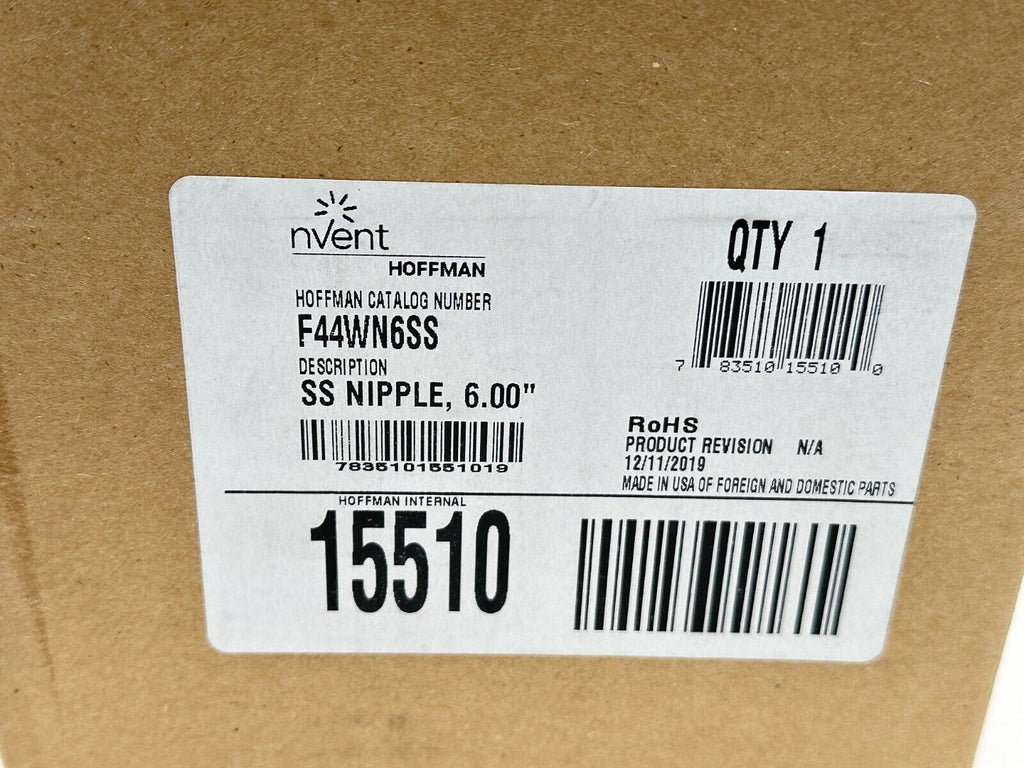 nVent
HOFFMAN
HOFFMAN CATALOG NUMBER
F44WN6SS
DESCRIPTION
SS NIPPLE, 6.00"
7835101551019
QTY 1
7 83510 15510 0
RoHS
PRODUCT REVISION N/A
12/11/2019
MADE IN USA OF FOREIGN AND DOMESTIC PARTS
HOFFMAN INTERNAL
15510